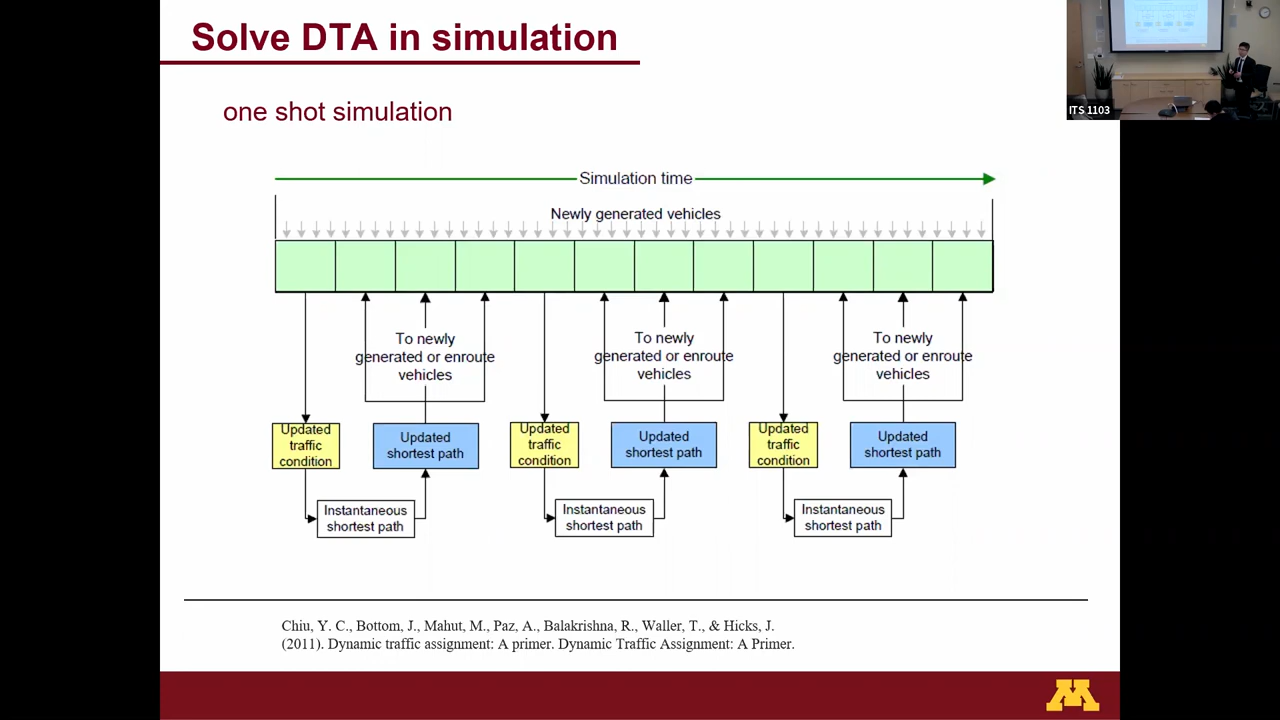 Solve DTA in simulation
ITS 1103
one shot simulation
Simulation time
Newly generated vehicles
To newly
generated or enroute
vehicles
To newly
generated or enroute
vehicles
To newly
generated or enroute
vehicles
Updated
traffic
condition
Updated
shortest path
Updated
traffic
condition
Updated
shortest path
Updated
traffic
condition
Updated
shortest path
Instantaneous
shortest path
Instantaneous
shortest path
Instantaneous
shortest path
Chiu, Y. C., Bottom, J., Mahut, M., Paz, A., Balakrishna, R., Waller, T., & Hicks, J.
(2011). Dynamic traffic assignment: A primer. Dynamic Traffic Assignment: A Primer.
M